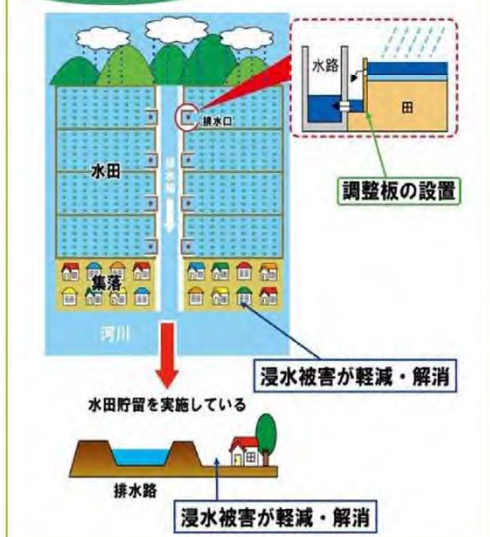 水路
田
排水口
水田
排水路
調整板の設置
集落
河川
浸水被害が軽減・解消
水田貯留を実施している
排水路
浸水被害が軽減・解消